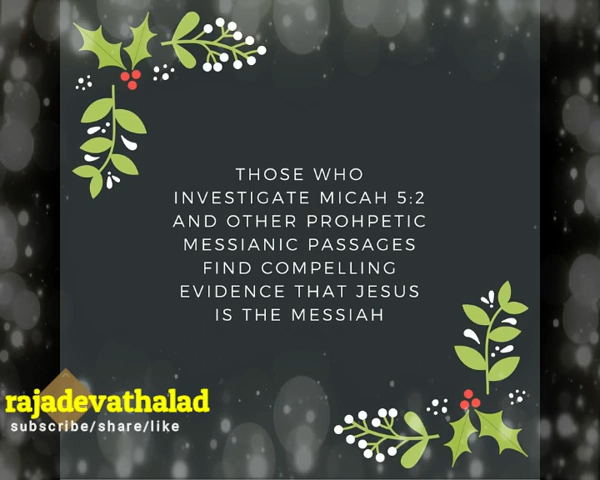 THOSE WHO
INVESTIGATE MICAH 5:2
AND OTHER PROHPETIC
MESSIANIC PASSAGES
FIND COMPELLING
EVIDENCE THAT JESUS
IS THE MESSIAH
rajadevathalad
subscribe/share/like